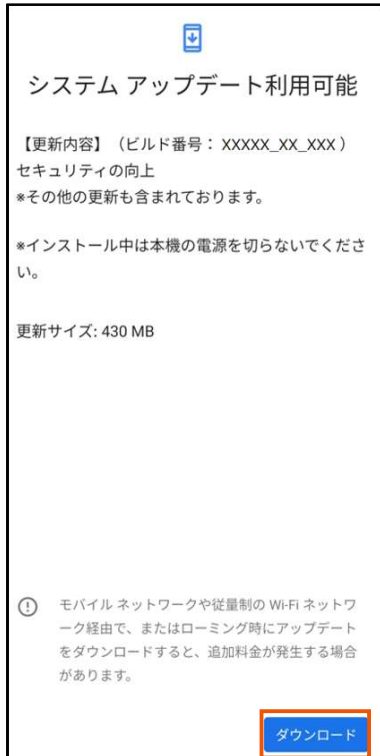 システム アップデート利用可能
【更新内容】（ビルド番号： XXXXX_XX_XXX ）
セキュリティの向上
*その他の更新も含まれております。
*インストール中は本機の電源を切らないでくださ
い。
更新サイズ: 430 MB
モバイル ネットワークや従量制の Wi-Fi ネットワ
ーク経由で、またはローミング時にアップデート
をダウンロードすると、追加料金が発生する場合
があります。
ダウンロード